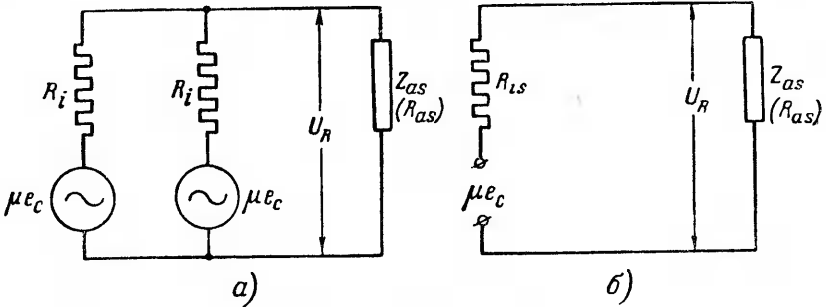 R_i
R_i
U_R
Z_as
(R_as)
μe_c
μe_c
а)
R_is
U_R
Z_as
(R_as)
μe_c
б)